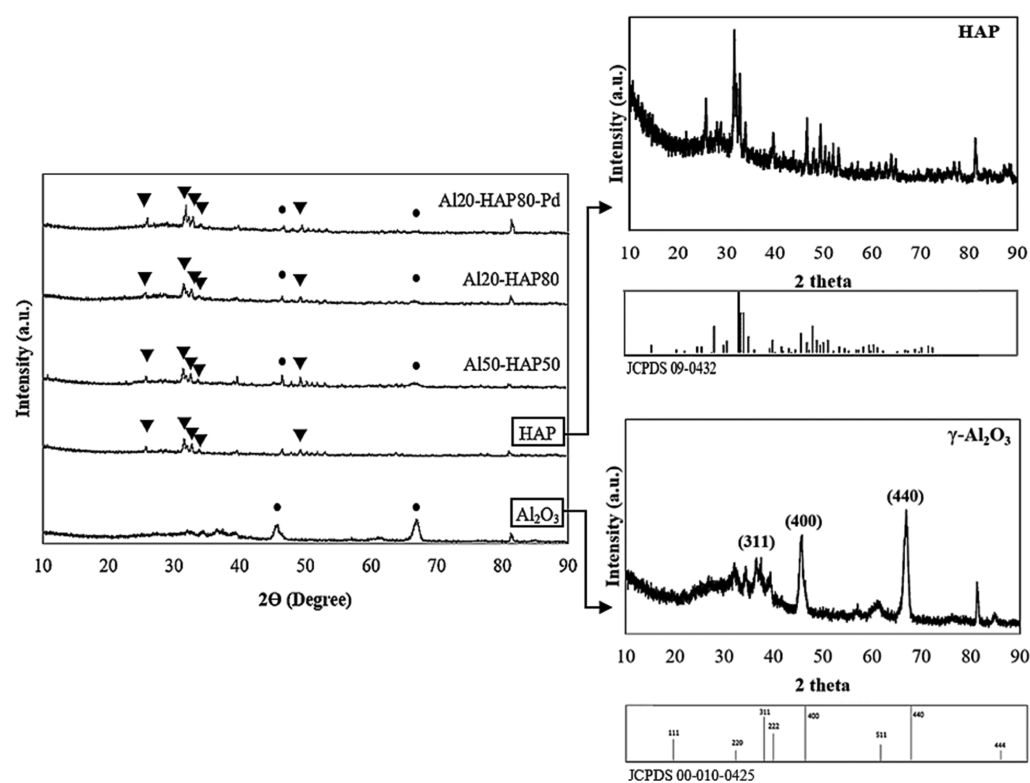 Intensity (a.u.)
Al20-HAP80-Pd
Al20-HAP80
Al50-HAP50
HAP
Al₂O₃
10 20 30 40 50 60 70 80 90
2Ө (Degree)
HAP
Intensity (a.u.)
10 20 30 40 50 60 70 80 90
2 theta
JCPDS 09-0432
γ-Al₂O₃
Intensity (a.u.)
(311)
(400)
(440)
10 20 30 40 50 60 70 80 90
2 theta
111
220
311
222
400
511
440
444
JCPDS 00-010-0425